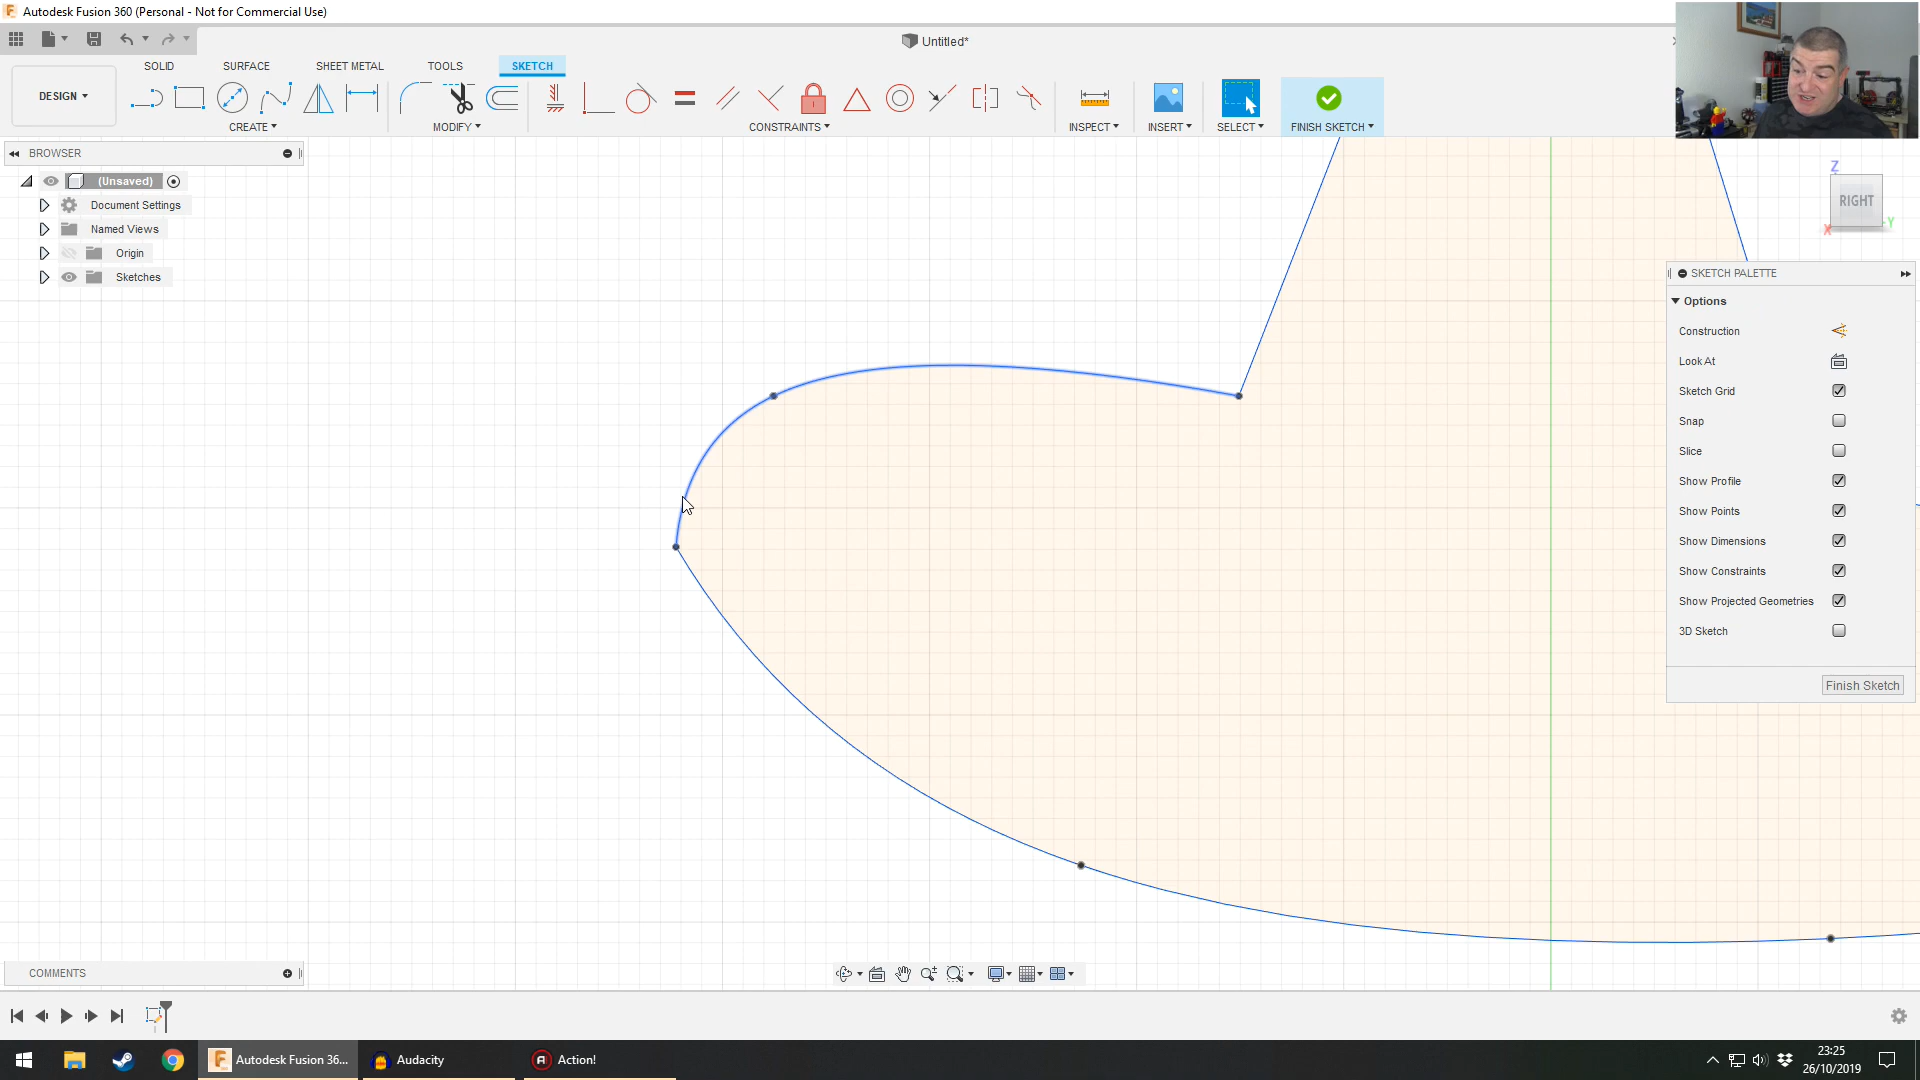 Autodesk Fusion 360 (Personal - Not for Commercial Use)
Untitled*
SOLID
SURFACE
SHEET METAL
TOOLS
SKETCH
DESIGN
CREATE
MODIFY
CONSTRAINTS
INSPECT
INSERT
SELECT
FINISH SKETCH
BROWSER
(Unsaved)
Document Settings
Named Views
Origin
Sketches
Z
RIGHT
X
Y
SKETCH PALETTE
Options
Construction
Look At
Sketch Grid
Snap
Slice
Show Profile
Show Points
Show Dimensions
Show Constraints
Show Projected Geometries
3D Sketch
Finish Sketch
COMMENTS
Autodesk Fusion 36...
Audacity
Action!
23:25
26/10/2019